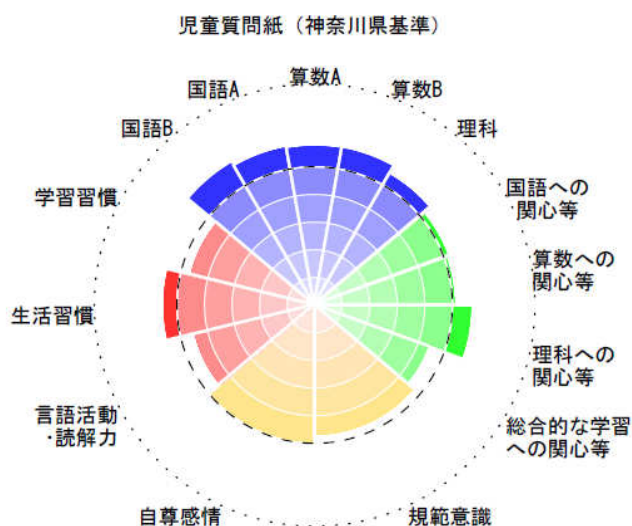 児童質問紙（神奈川県基準）
算数A
算数B
理科
国語への
関心等
算数への
関心等
理科への
関心等
総合的な学習
への関心等
規範意識
自尊感情
言語活動
・読解力
生活習慣
学習習慣
国語B
国語A